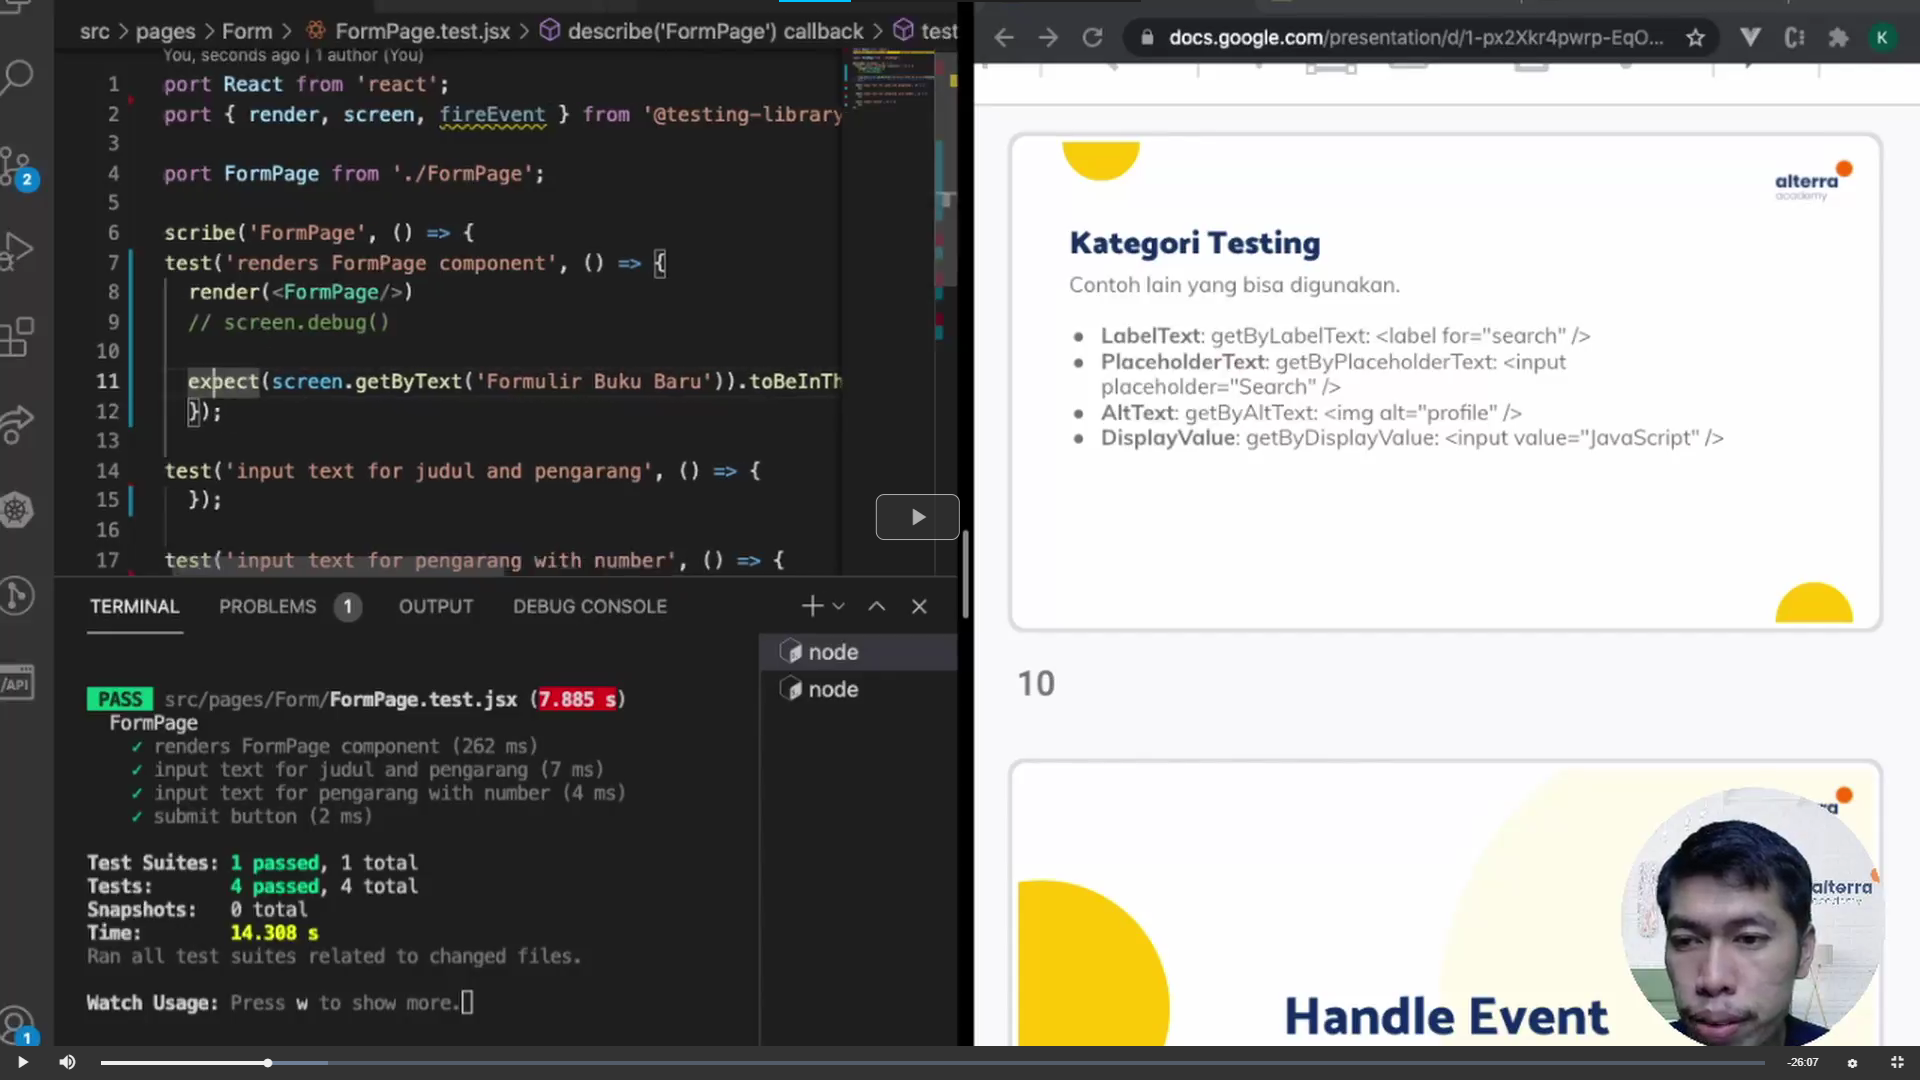 src > pages > Form > FormPage.test.jsx > describe('FormPage') callback > test
You, seconds ago | 1 author (You)
1 port React from 'react';
2 port { render, screen, fireEvent } from '@testing-library
3
4 port FormPage from './FormPage';
5
6 scribe('FormPage', () => {
7 test('renders FormPage component', () => {
8 render(<FormPage/>)
9 // screen.debug()
10
11 expect(screen.getByText('Formulir Buku Baru')).toBeInTh
12 });
13
14 test('input text for judul and pengarang', () => {
15 });
16
17 test('input text for pengarang with number', () => {
2
/API
1
TERMINAL PROBLEMS 1 OUTPUT DEBUG CONSOLE
node
node
PASS src/pages/Form/FormPage.test.jsx (7.885 s)
FormPage
✓ renders FormPage component (262 ms)
✓ input text for judul and pengarang (7 ms)
✓ input text for pengarang with number (4 ms)
✓ submit button (2 ms)
Test Suites: 1 passed, 1 total
Tests: 4 passed, 4 total
Snapshots: 0 total
Time: 14.308 s
Ran all test suites related to changed files.
Watch Usage: Press w to show more.
docs.google.com/presentation/d/1-px2Xkr4pwrp-EqO...
K
alterra
academy
Kategori Testing
Contoh lain yang bisa digunakan.
● LabelText: getByLabelText: <label for="search" />
● PlaceholderText: getByPlaceholderText: <input
placeholder="Search" />
● AltText: getByAltText: <img alt="profile" />
● DisplayValue: getByDisplayValue: <input value="JavaScript" />
10
ra
alterra
academy
Handle Event
-26:07